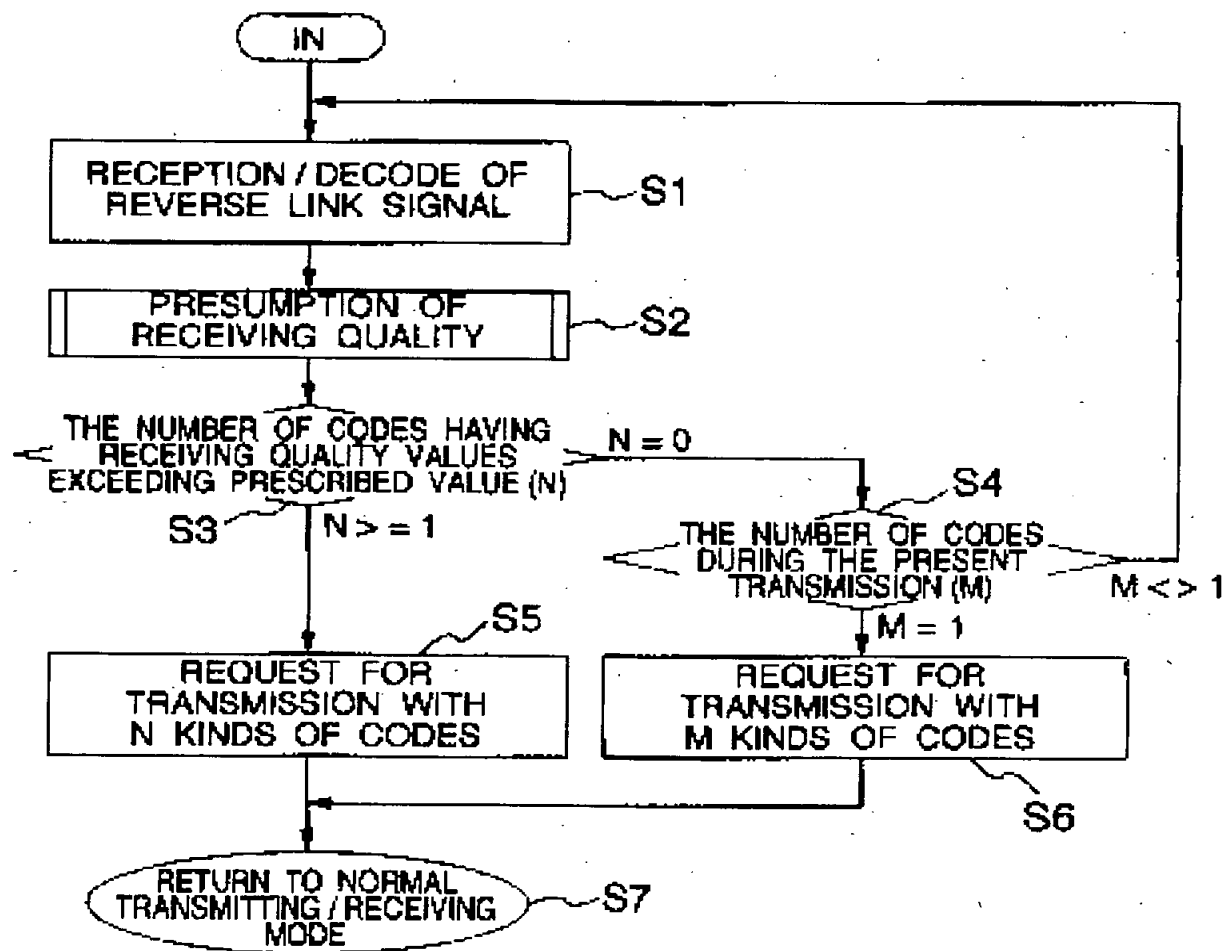 IN
RECEPTION / DECODE OF
REVERSE LINK SIGNAL
S1
PRESUMPTION OF
RECEIVING QUALITY
S2
THE NUMBER OF CODES HAVING
RECEIVING QUALITY VALUES
EXCEEDING PRESCRIBED VALUE (N)
N = 0
S3
N > = 1
S4
THE NUMBER OF CODES
DURING THE PRESENT
TRANSMISSION (M)
M < > 1
M = 1
S5
REQUEST FOR
TRANSMISSION WITH
N KINDS OF CODES
REQUEST FOR
TRANSMISSION WITH
M KINDS OF CODES
S6
RETURN TO NORMAL
TRANSMITTING / RECEIVING
MODE
S7